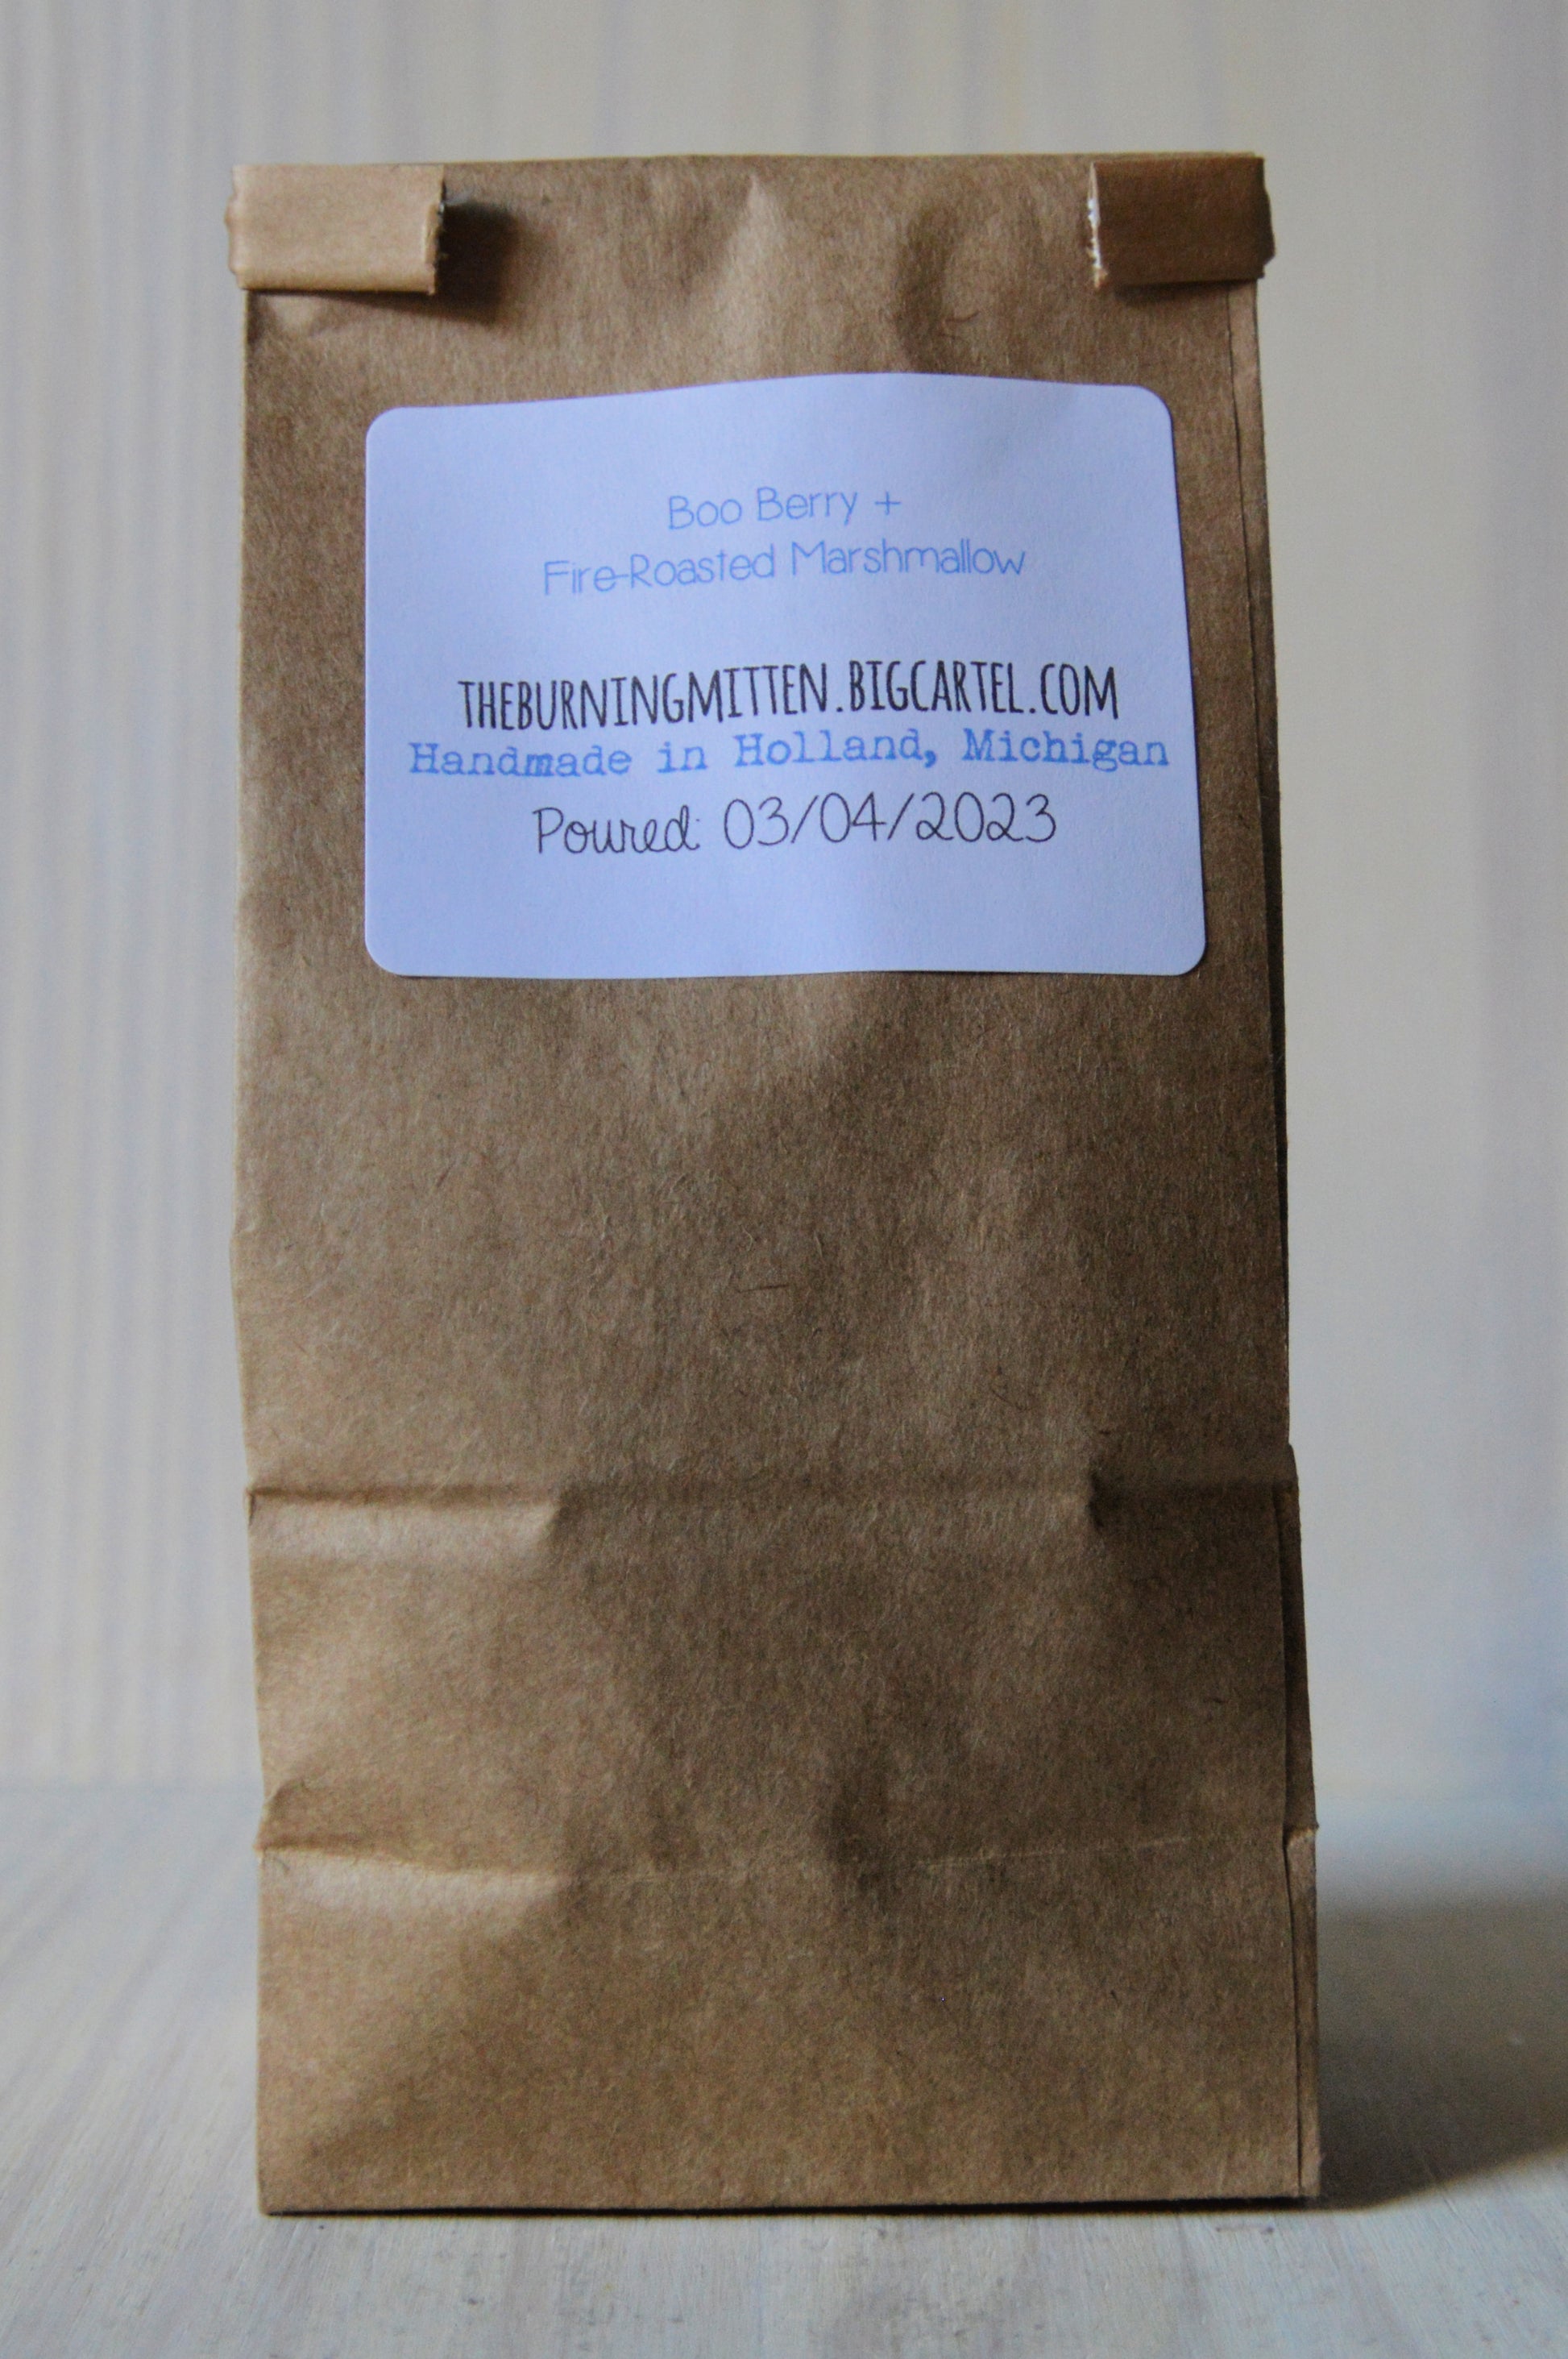 Boo Berry +
Fire-Roasted Marshmallow
THEBURNINGMITTEN.BIGCARTEL.COM
Handmade in Holland, Michigan
Poured: 03/04/2023